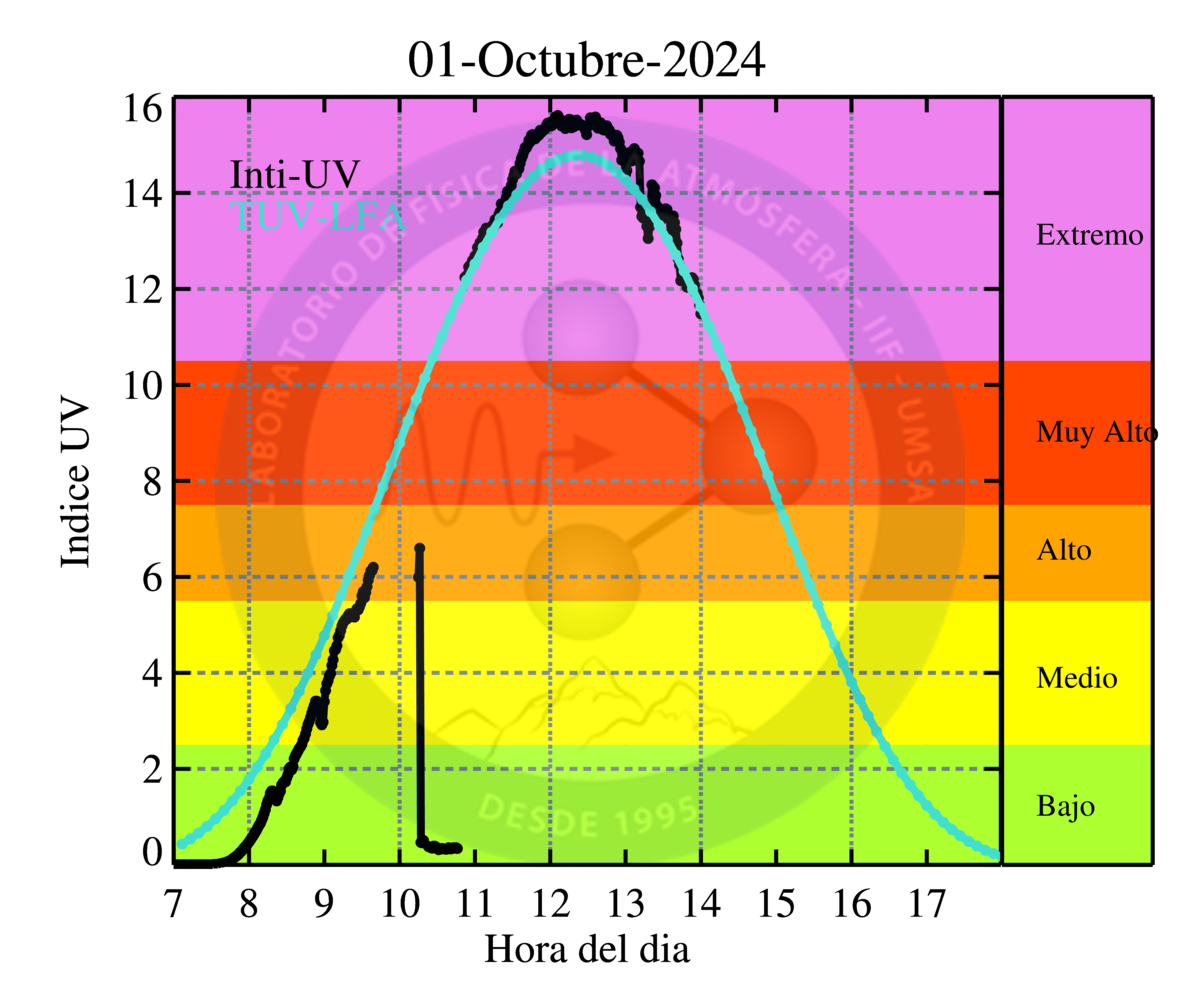 01-Octubre-2024
16
14
12
10
8
6
4
2
0
Indice UV
Inti-UV
TUV-LFA
LABORATORIO DE FÍSICA DE LA ATMÓSFERA - IIF - UMSA
DESDE 1995
Extremo
Muy Alto
Alto
Medio
Bajo
7 8 9 10 11 12 13 14 15 16 17
Hora del dia